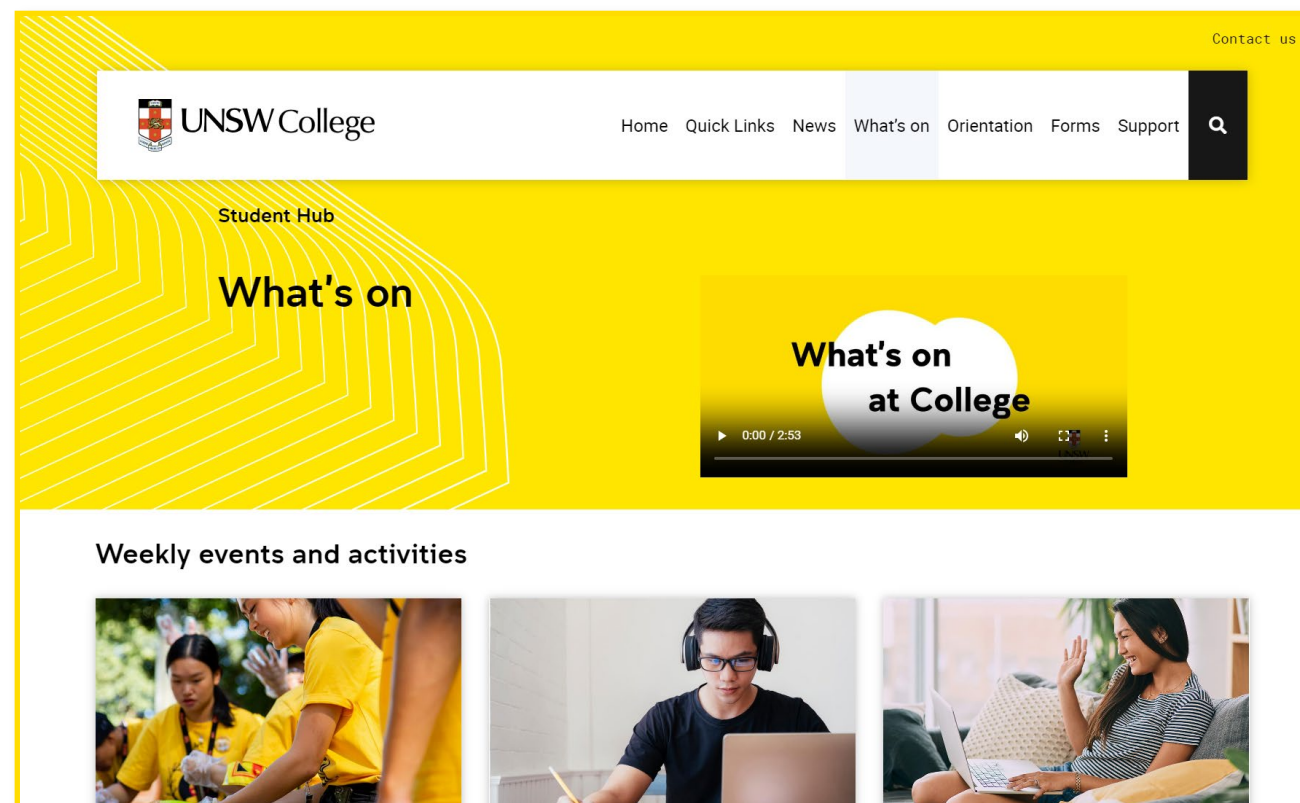 Contact us
UNSW College
Home Quick Links News What's on Orientation Forms Support
Student Hub
What's on
What's on
at College
0:00 / 2:53
UNSW
Weekly events and activities